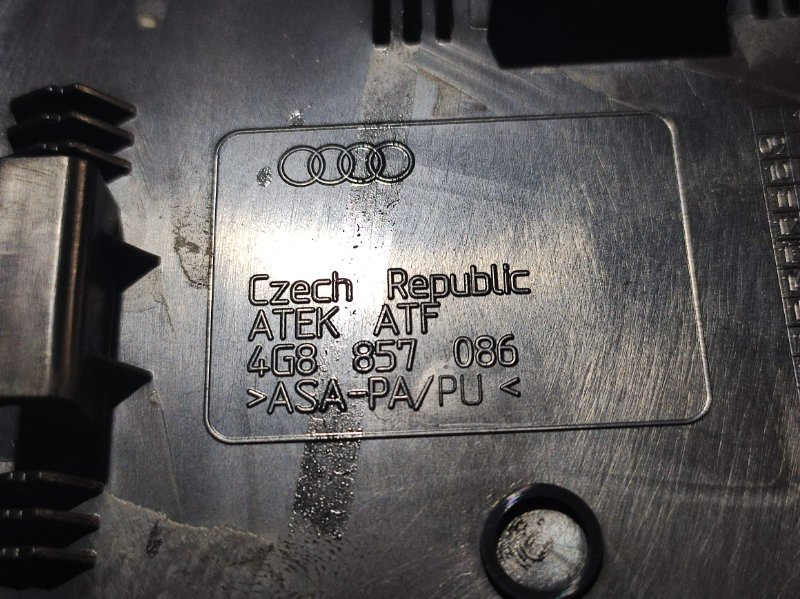 Czech Republic
ATEK ATF
4G8 857 086
>ASA-PA/PU<